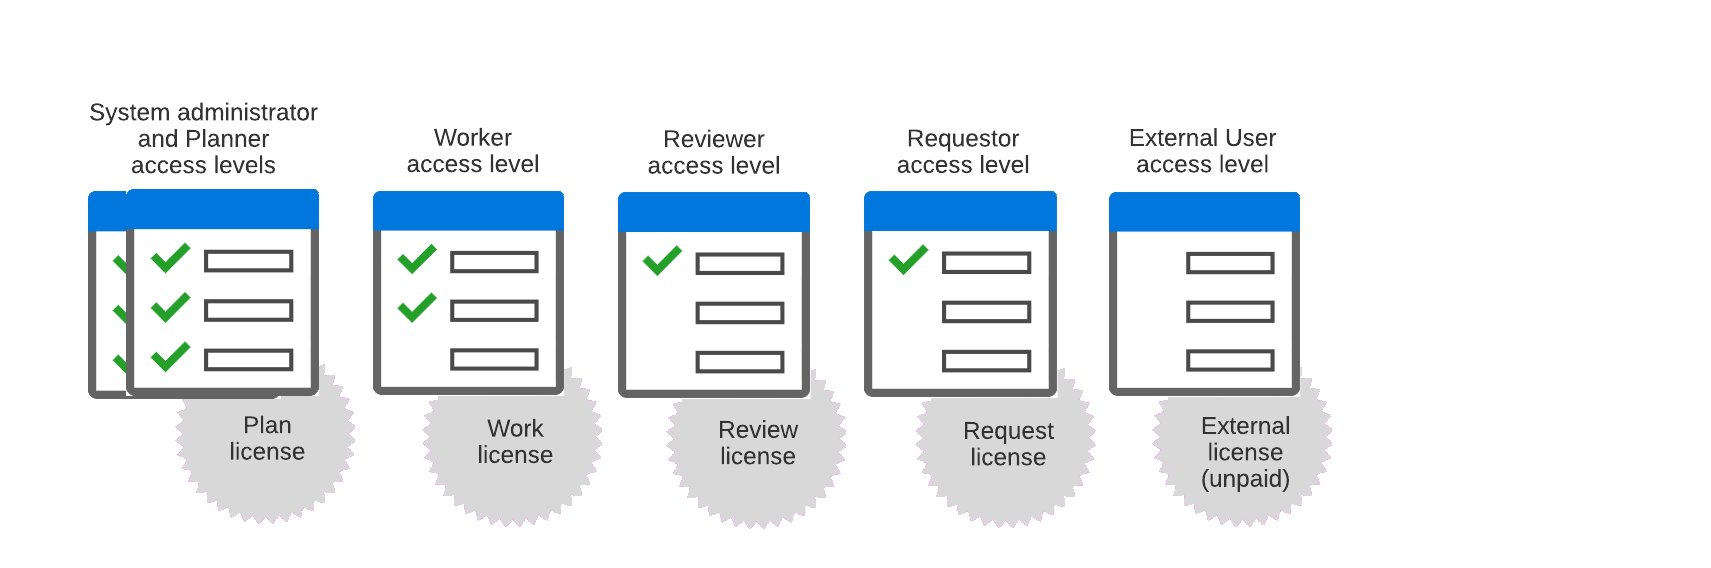 System administrator
and Planner
access levels
Worker
access level
Reviewer
access level
Requestor
access level
External User
access level
Plan
license
Work
license
Review
license
Request
license
External
license
(unpaid)